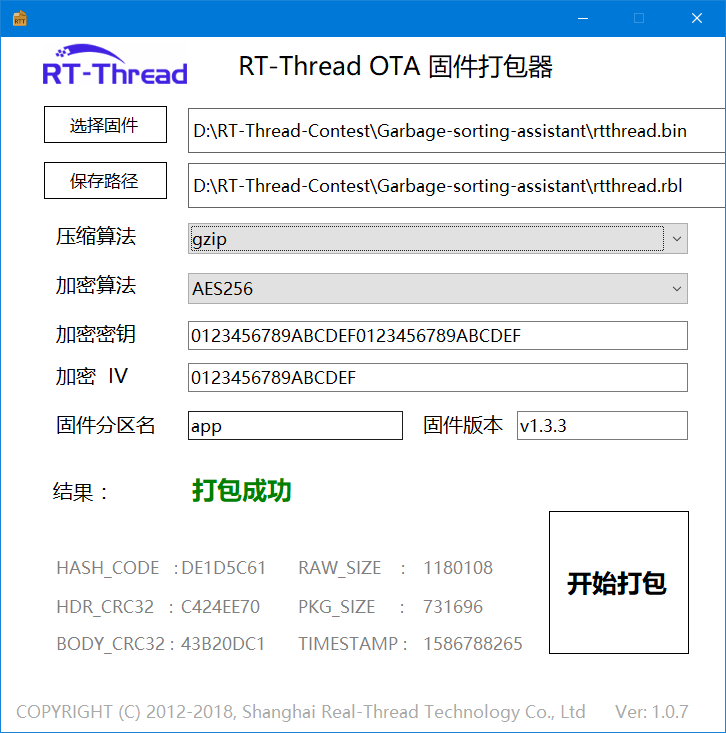 RTT
RT-Thread
RT-Thread OTA 固件打包器
选择固件 D:\RT-Thread-Contest\Garbage-sorting-assistant\rtthread.bin
保存路径 D:\RT-Thread-Contest\Garbage-sorting-assistant\rtthread.rbl
压缩算法 gzip
加密算法 AES256
加密密钥 0123456789ABCDEF0123456789ABCDEF
加密 IV 0123456789ABCDEF
固件分区名 app 固件版本 v1.3.3
结果： 打包成功
开始打包
HASH_CODE : DE1D5C61 RAW_SIZE : 1180108
HDR_CRC32 : C424EE70 PKG_SIZE : 731696
BODY_CRC32 : 43B20DC1 TIMESTAMP : 1586788265
COPYRIGHT (C) 2012-2018, Shanghai Real-Thread Technology Co., Ltd Ver: 1.0.7